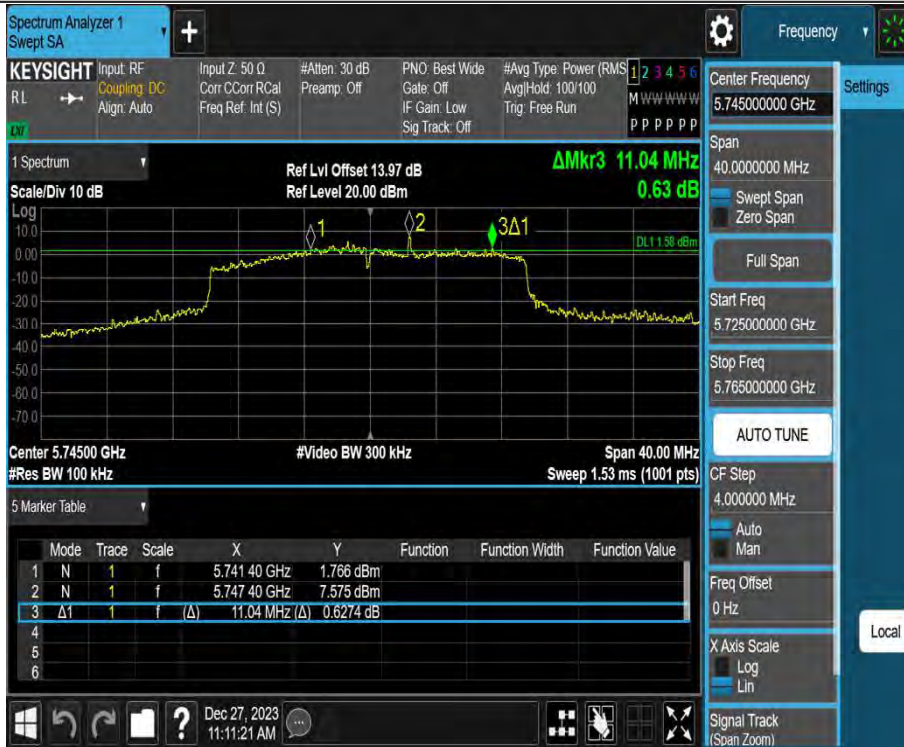 Spectrum Analyzer 1
Swept SA
+
Frequency
KEYSIGHT
RL
LXI
Input: RF
Coupling: DC
Align: Auto
Input Z: 50 Ω
Corr CCorr RCal
Freq Ref: Int (S)
#Atten: 30 dB
Preamp: Off
PNO: Best Wide
Gate: Off
IF Gain: Low
Sig Track: Off
#Avg Type: Power (RMS
Avg|Hold: 100/100
Trig: Free Run
1 2 3 4 5 6
M W W W W W
P P P P P P
1 Spectrum
Scale/Div 10 dB
Ref Lvl Offset 13.97 dB
Ref Level 20.00 dBm
ΔMkr3 11.04 MHz
0.63 dB
Log
10.0
0.00
-10.0
-20.0
-30.0
-40.0
-50.0
-60.0
-70.0
1
2
3Δ1
DL1 1.58 dBm
Center 5.74500 GHz
#Res BW 100 kHz
#Video BW 300 kHz
Span 40.00 MHz
Sweep 1.53 ms (1001 pts)
5 Marker Table
Mode Trace Scale X Y Function Function Width Function Value
1 N 1 f 5.741 40 GHz 1.766 dBm
2 N 1 f 5.747 40 GHz 7.575 dBm
3 Δ1 1 f (Δ) 11.04 MHz (Δ) 0.6274 dB
4
5
6
?
Dec 27, 2023
11:11:21 AM
Center Frequency
5.745000000 GHz
Settings
Span
40.0000000 MHz
Swept Span
Zero Span
Full Span
Start Freq
5.725000000 GHz
Stop Freq
5.765000000 GHz
AUTO TUNE
CF Step
4.000000 MHz
Auto
Man
Freq Offset
0 Hz
Local
X Axis Scale
Log
Lin
Signal Track
(Span Zoom)